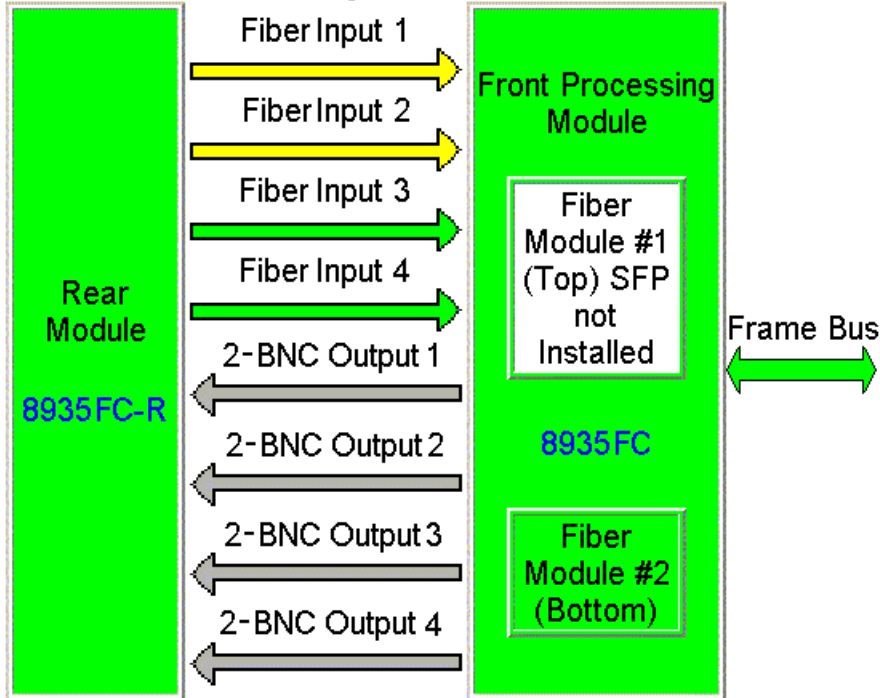 Fiber Input 1
Fiber Input 2
Fiber Input 3
Fiber Input 4
2-BNC Output 1
2-BNC Output 2
2-BNC Output 3
2-BNC Output 4
Rear
Module
8935FC-R
Front Processing
Module
Fiber
Module #1
(Top) SFP
not
Installed
8935FC
Fiber
Module #2
(Bottom)
Frame Bus